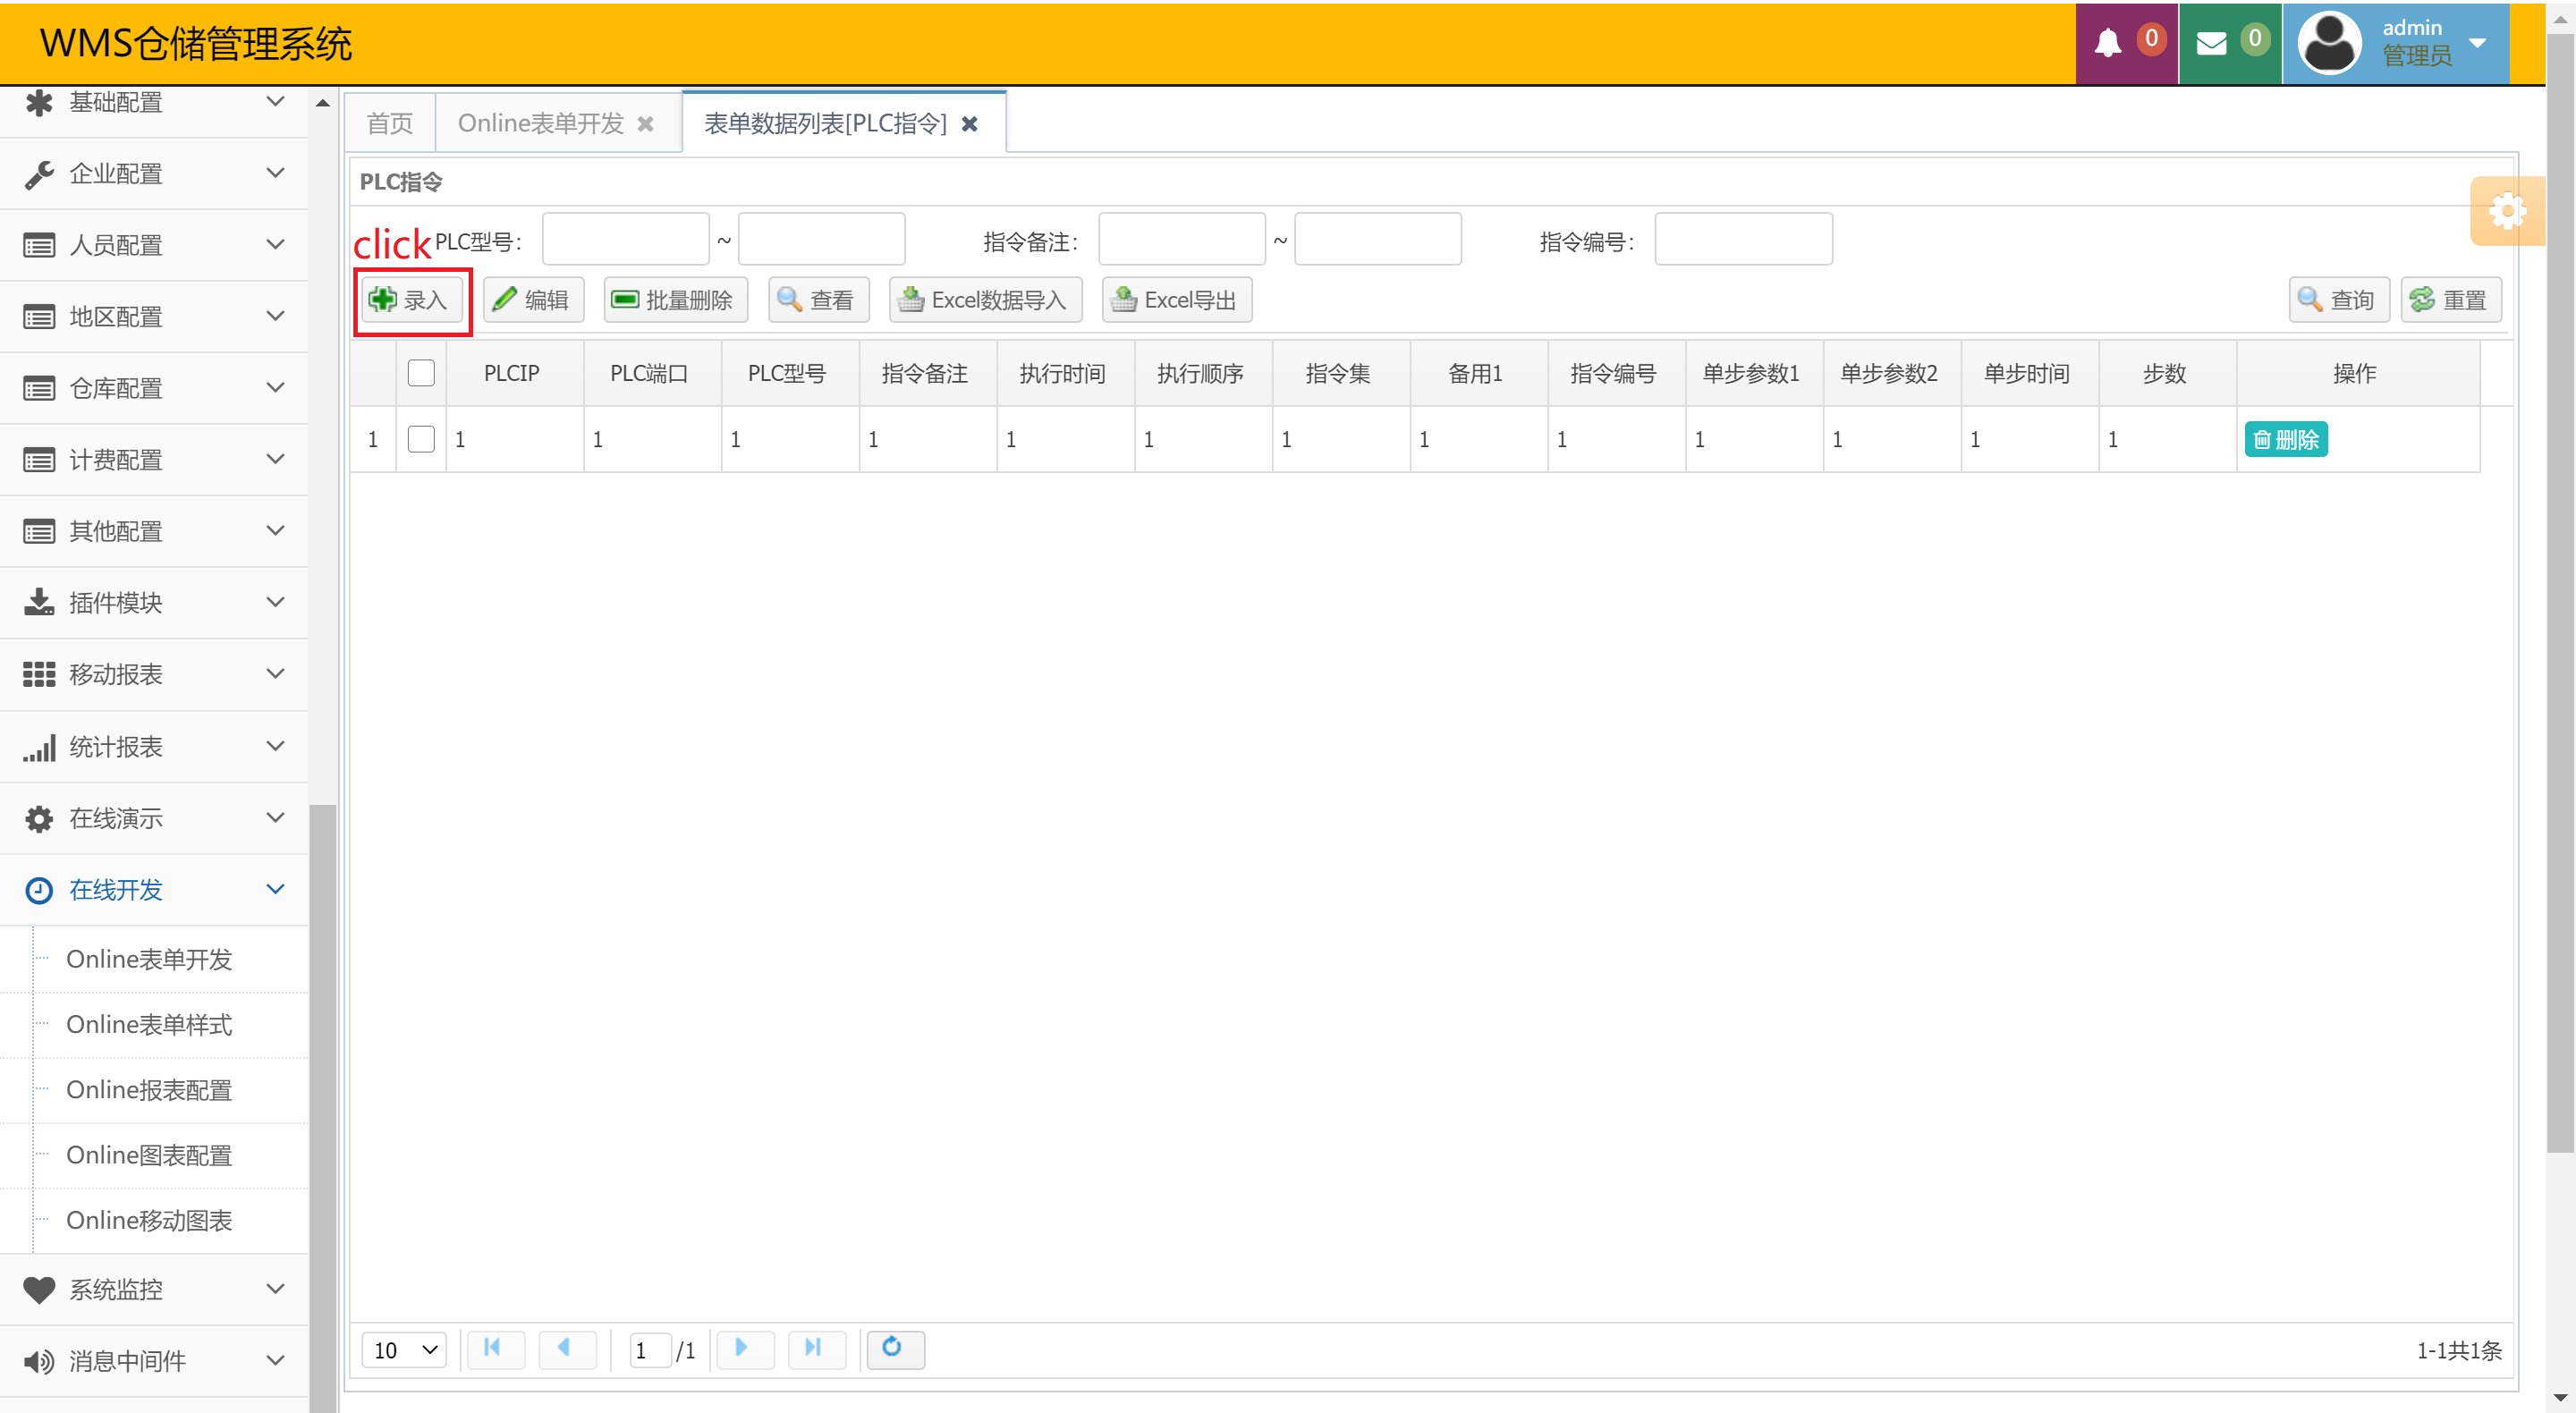 WMS仓储管理系统
0
0
admin
管理员
基础配置
企业配置
人员配置
地区配置
仓库配置
计费配置
其他配置
插件模块
移动报表
统计报表
在线演示
在线开发
Online表单开发
Online表单样式
Online报表配置
Online图表配置
Online移动图表
系统监控
消息中间件
首页 Online表单开发 表单数据列表[PLC指令]
PLC指令
click PLC型号： ~ 指令备注： ~ 指令编号：
录入 编辑 批量删除 查看 Excel数据导入 Excel导出 查询 重置
PLCIP PLC端口 PLC型号 指令备注 执行时间 执行顺序 指令集 备用1 指令编号 单步参数1 单步参数2 单步时间 步数 操作
1 1 1 1 1 1 1 1 1 1 1 1 1 1 删除
10 1 /1 1-1共1条